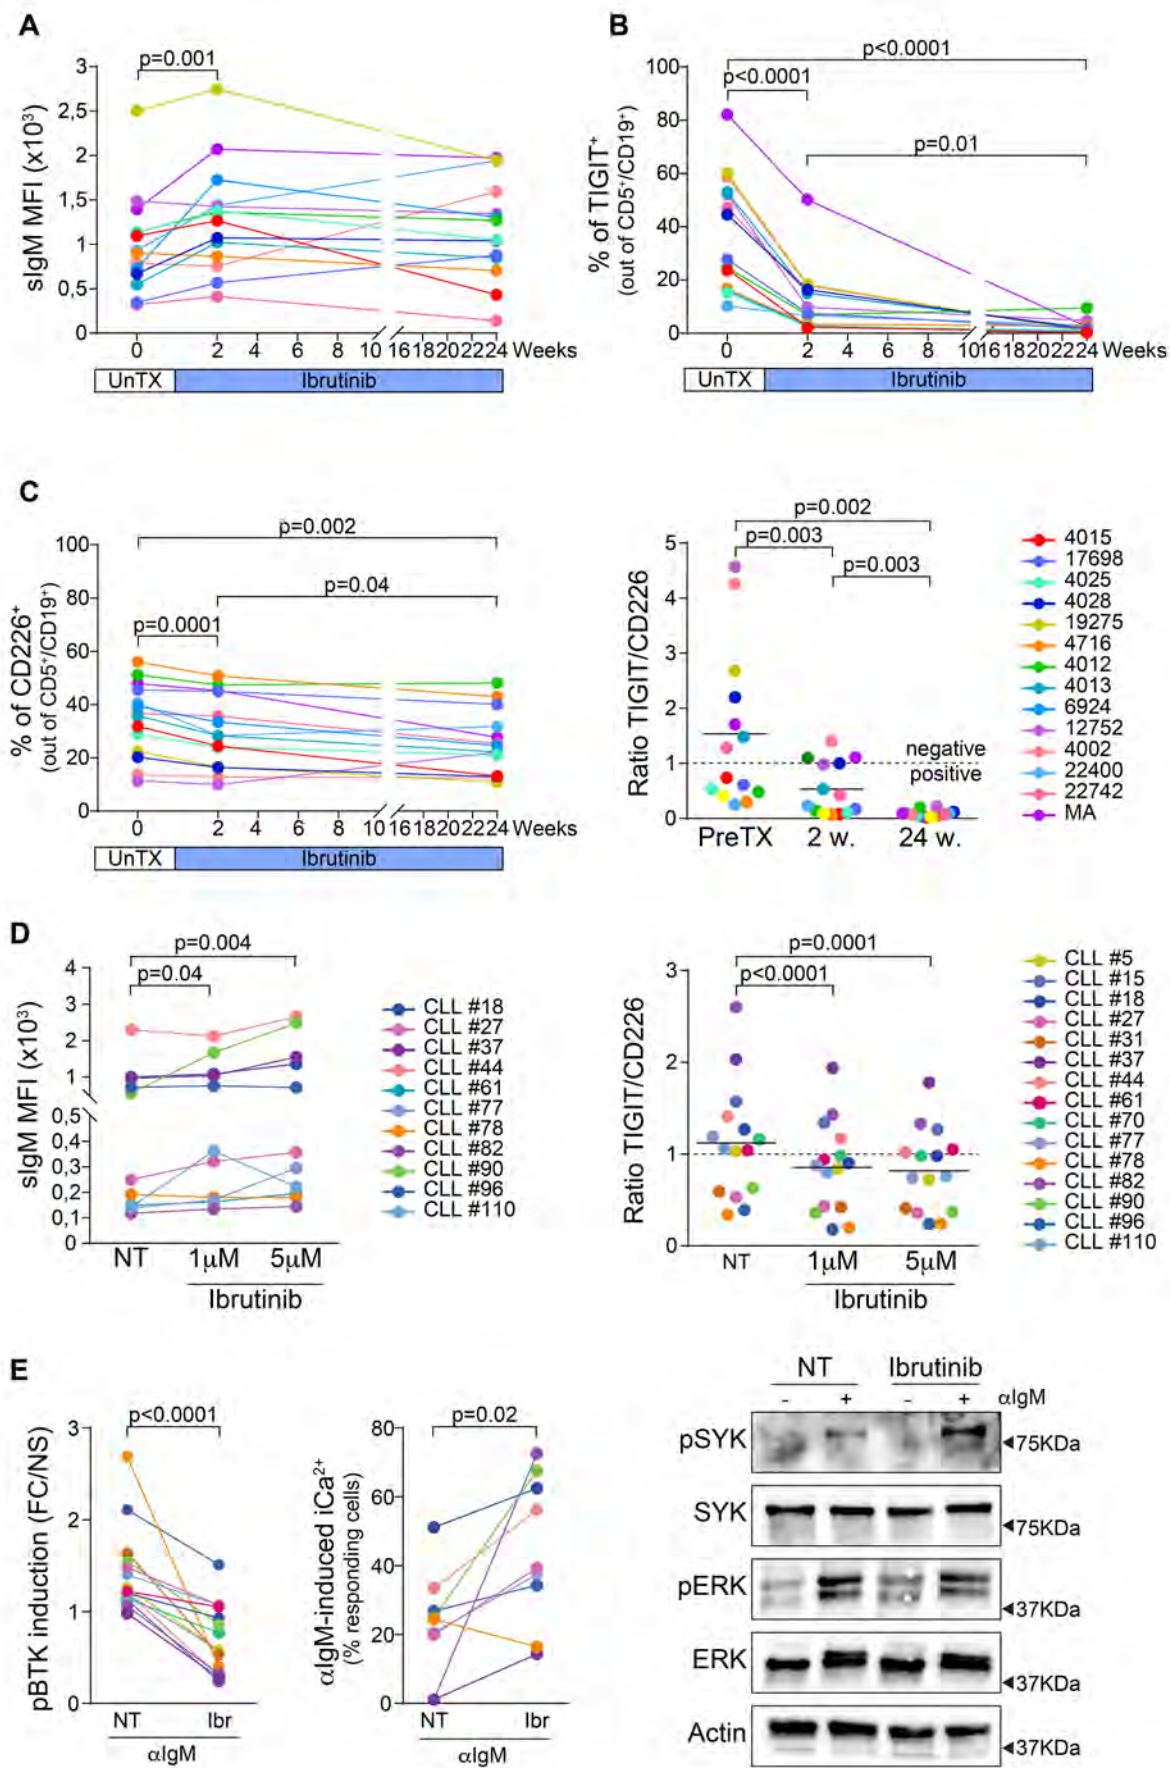 A
sIgM MFI (x10³)
p=0.001
3
2,5
2
1,5
1
0,5
0
0 2 4 6 8 10 16 18 20 22 24 Weeks
UnTX Ibrutinib
B
% of TIGIT⁺
(out of CD5⁺/CD19⁺)
p<0.0001
p<0.0001
p=0.01
100
80
60
40
20
0
0 2 4 6 8 10 16 18 20 22 24 Weeks
UnTX Ibrutinib
C
% of CD226⁺
(out of CD5⁺/CD19⁺)
p=0.002
p=0.04
p=0.0001
100
80
60
40
20
0
0 2 4 6 8 10 16 18 20 22 24 Weeks
UnTX Ibrutinib
Ratio TIGIT/CD226
p=0.002
p=0.003
p=0.003
5
4
3
2
1
0
negative
positive
PreTX 2 w. 24 w.
4015
17698
4025
4028
19275
4716
4012
4013
6924
12752
4002
22400
22742
MA
D
sIgM MFI (x10³)
p=0.004
p=0.04
4
3
2
1
0,5
0,4
0,3
0,2
0,1
0
NT 1µM 5µM
Ibrutinib
CLL #18
CLL #27
CLL #37
CLL #44
CLL #61
CLL #77
CLL #78
CLL #82
CLL #90
CLL #96
CLL #110
Ratio TIGIT/CD226
p=0.0001
p<0.0001
3
2
1
0
NT 1µM 5µM
Ibrutinib
CLL #5
CLL #15
CLL #18
CLL #27
CLL #31
CLL #37
CLL #44
CLL #61
CLL #70
CLL #77
CLL #78
CLL #82
CLL #90
CLL #96
CLL #110
E
pBTK induction (FC/NS)
p<0.0001
3
2
1
0
NT Ibr
αIgM
αIgM-induced iCa²⁺
(% responding cells)
p=0.02
80
60
40
20
0
NT Ibr
αIgM
NT Ibrutinib
- + - + αIgM
pSYK
75KDa
SYK
75KDa
pERK
37KDa
ERK
37KDa
Actin
37KDa